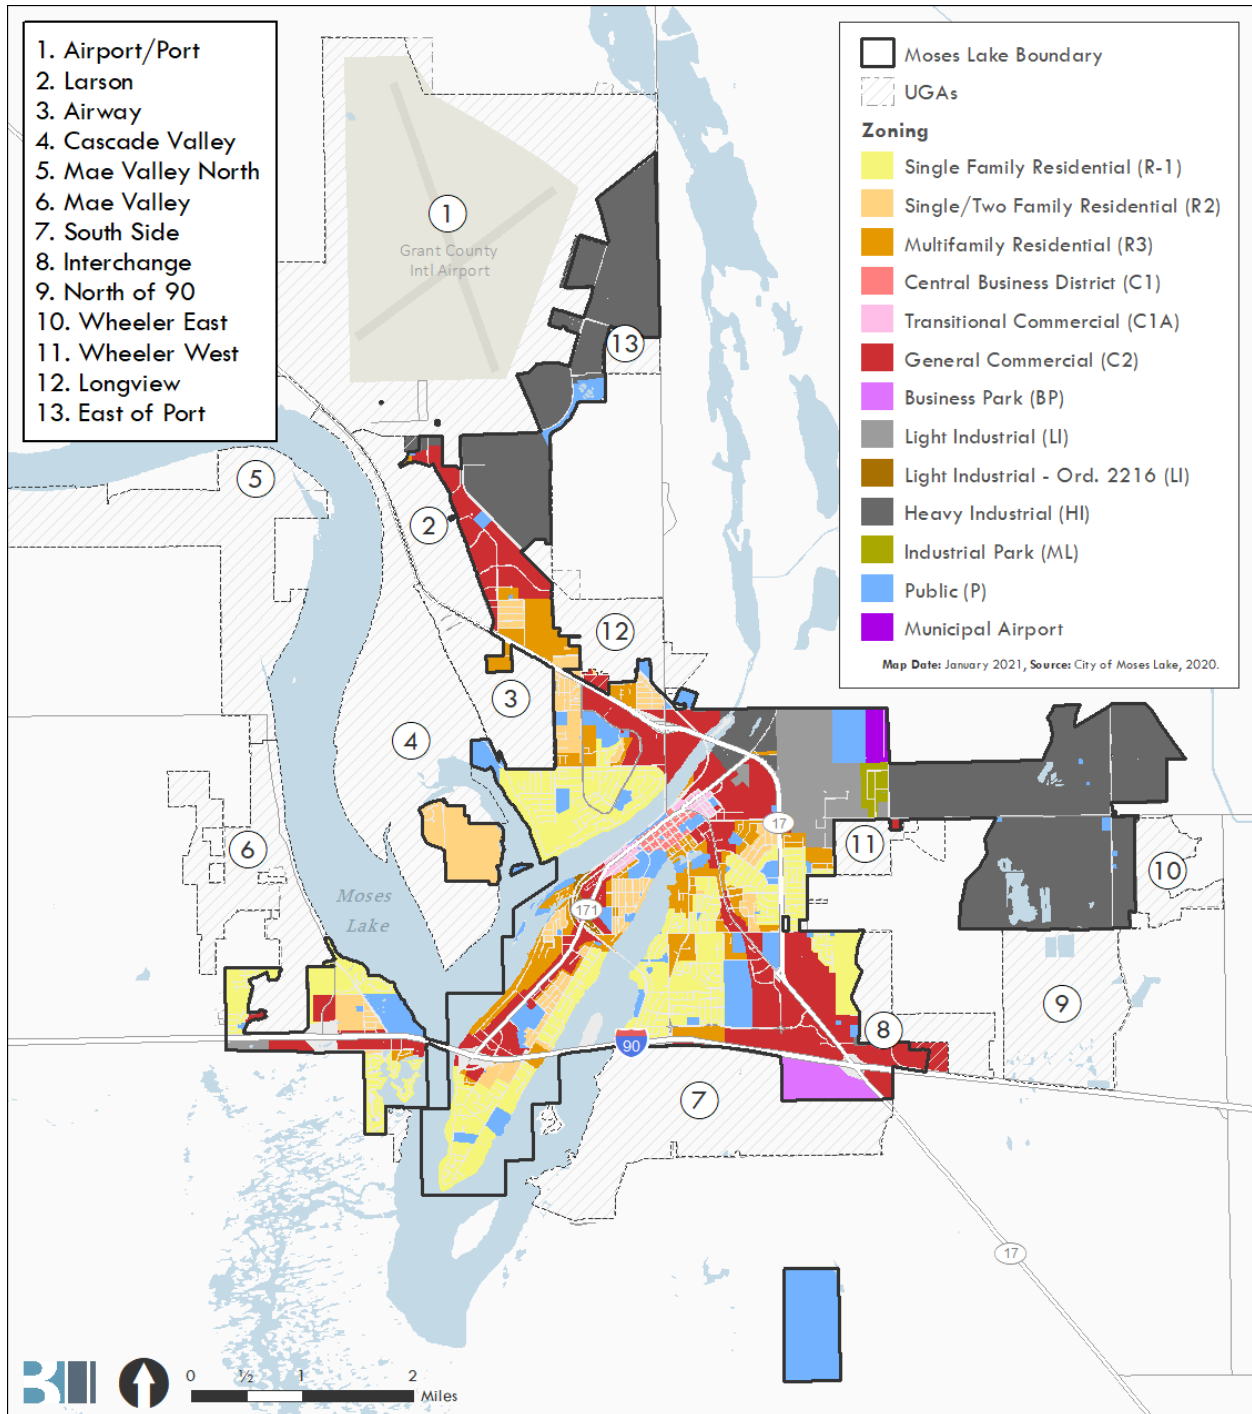 1. Airport/Port
2. Larson
3. Airway
4. Cascade Valley
5. Mae Valley North
6. Mae Valley
7. South Side
8. Interchange
9. North of 90
10. Wheeler East
11. Wheeler West
12. Longview
13. East of Port
Moses Lake Boundary
UGAs
Zoning
Single Family Residential (R-1)
Single/Two Family Residential (R2)
Multifamily Residential (R3)
Central Business District (C1)
Transitional Commercial (C1A)
General Commercial (C2)
Business Park (BP)
Light Industrial (LI)
Light Industrial - Ord. 2216 (LI)
Heavy Industrial (HI)
Industrial Park (ML)
Public (P)
Municipal Airport
Map Date: January 2021, Source: City of Moses Lake, 2020.
1
Grant County
Intl Airport
13
5
2
12
3
4
17
6
11
10
Moses
Lake
171
9
8
90
7
17
0 ½ 1 2
Miles